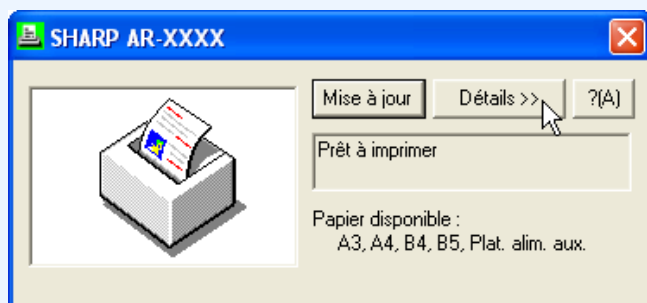 SHARP AR-XXXX
Mise à jour Détails >> ?(A)
Prêt à imprimer
Papier disponible :
A3, A4, B4, B5, Plat. alim. aux.